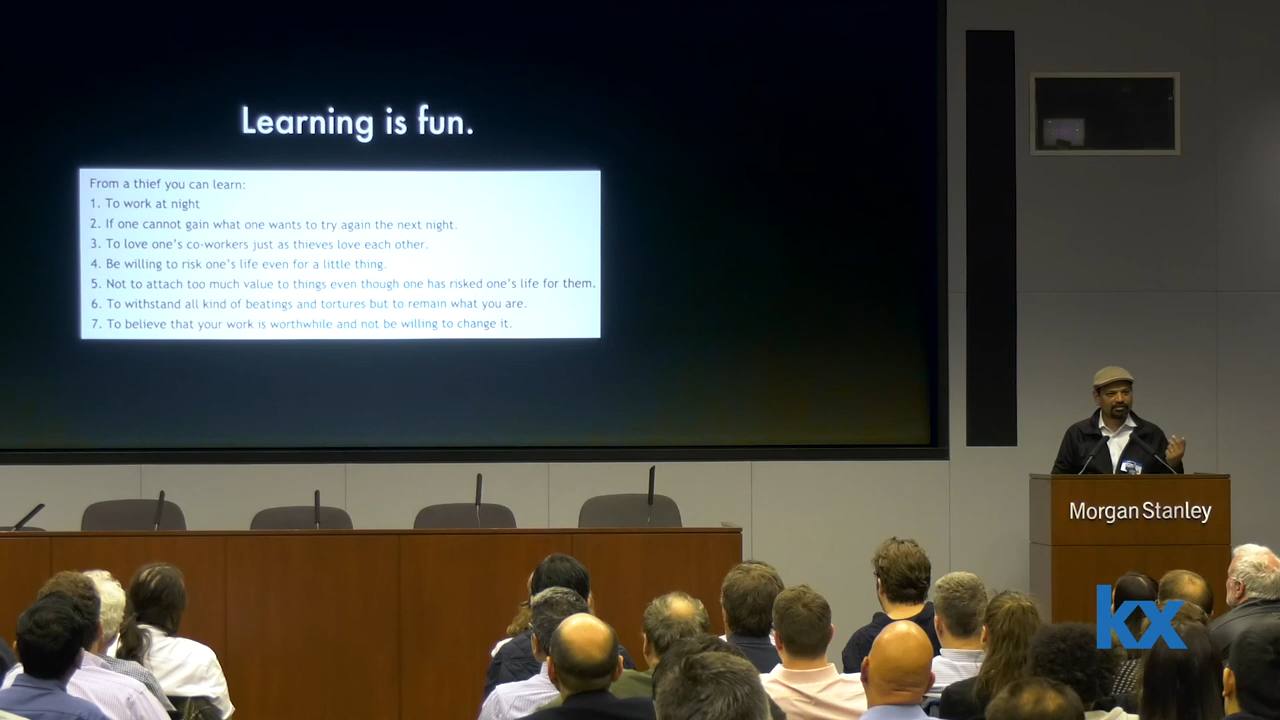 Learning is fun.
From a thief you can learn:
1. To work at night
2. If one cannot gain what one wants to try again the next night.
3. To love one's co-workers just as thieves love each other.
4. Be willing to risk one's life even for a little thing.
5. Not to attach too much value to things even though one has risked one's life for them.
6. To withstand all kind of beatings and tortures but to remain what you are.
7. To believe that your work is worthwhile and not be willing to change it.
Morgan Stanley
kx